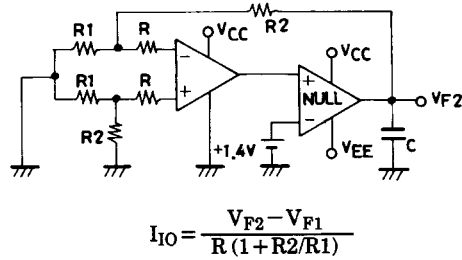 R2
R1 R VCC VCC
R1 R NULL VF2
R2 +1.4V VEE C
IIO = VF2 − VF1 / R (1 + R2/R1)